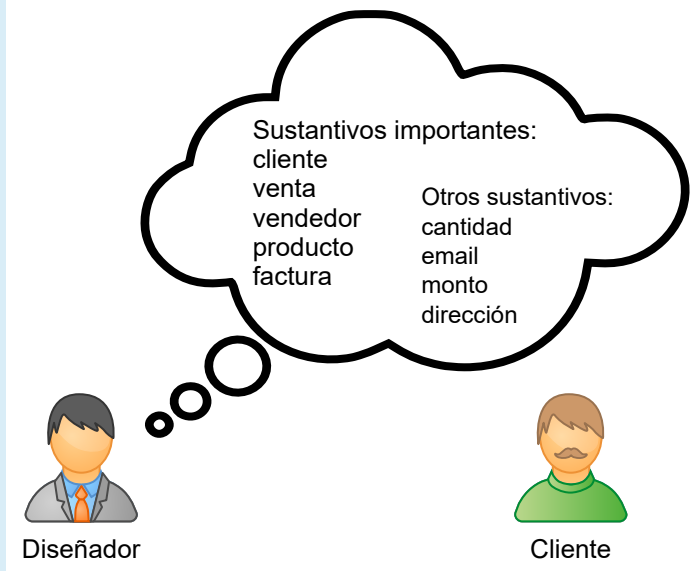 Sustantivos importantes:
cliente
venta
vendedor
producto
factura
Otros sustantivos:
cantidad
email
monto
dirección
Diseñador
Cliente